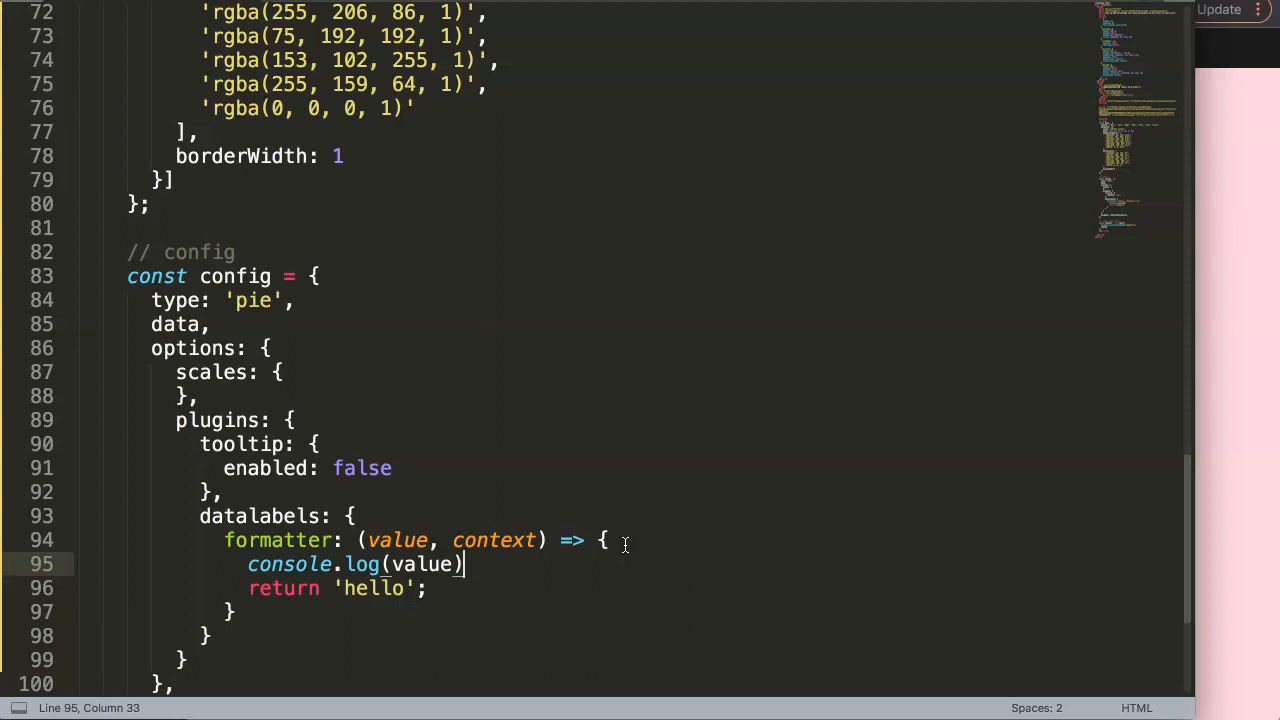 Update
72 'rgba(255, 206, 86, 1)',
73 'rgba(75, 192, 192, 1)',
74 'rgba(153, 102, 255, 1)',
75 'rgba(255, 159, 64, 1)',
76 'rgba(0, 0, 0, 1)'
77 ],
78 borderWidth: 1
79 }]
80 };
81
82 // config
83 const config = {
84 type: 'pie',
85 data,
86 options: {
87 scales: {
88 },
89 plugins: {
90 tooltip: {
91 enabled: false
92 },
93 datalabels: {
94 formatter: (value, context) => {
95 console.log(value)
96 return 'hello';
97 }
98 }
99 }
100 },
Line 95, Column 33
Spaces: 2
HTML